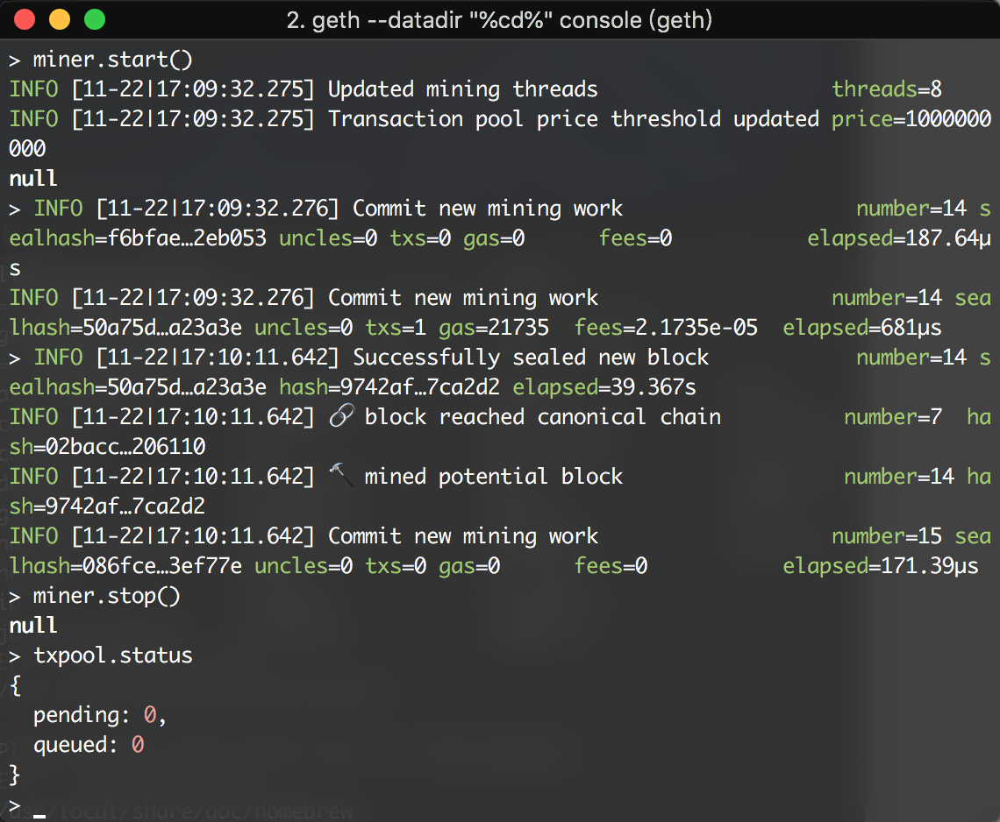 2. geth --datadir "%cd%" console (geth)
> miner.start()
INFO [11-22|17:09:32.275] Updated mining threads threads=8
INFO [11-22|17:09:32.275] Transaction pool price threshold updated price=1000000
000
null
> INFO [11-22|17:09:32.276] Commit new mining work number=14 s
ealhash=f6bfae…2eb053 uncles=0 txs=0 gas=0 fees=0 elapsed=187.64µ
s
INFO [11-22|17:09:32.276] Commit new mining work number=14 sea
lhash=50a75d…a23a3e uncles=0 txs=1 gas=21735 fees=2.1735e-05 elapsed=681µs
> INFO [11-22|17:10:11.642] Successfully sealed new block number=14 s
ealhash=50a75d…a23a3e hash=9742af…7ca2d2 elapsed=39.367s
INFO [11-22|17:10:11.642] 🔗 block reached canonical chain number=7 ha
sh=02bacc…206110
INFO [11-22|17:10:11.642] 🔨 mined potential block number=14 ha
sh=9742af…7ca2d2
INFO [11-22|17:10:11.642] Commit new mining work number=15 sea
lhash=086fce…3ef77e uncles=0 txs=0 gas=0 fees=0 elapsed=171.39µs
> miner.stop()
null
> txpool.status
{
pending: 0,
queued: 0
}
>
/usr/local/share/doc/homebrew